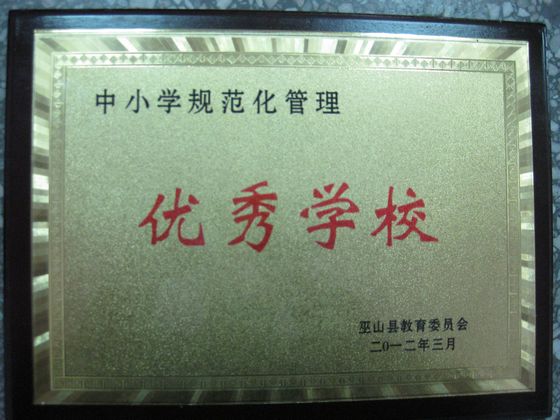 中小学规范化管理
优秀学校
巫山县教育委员会
二0一二年三月